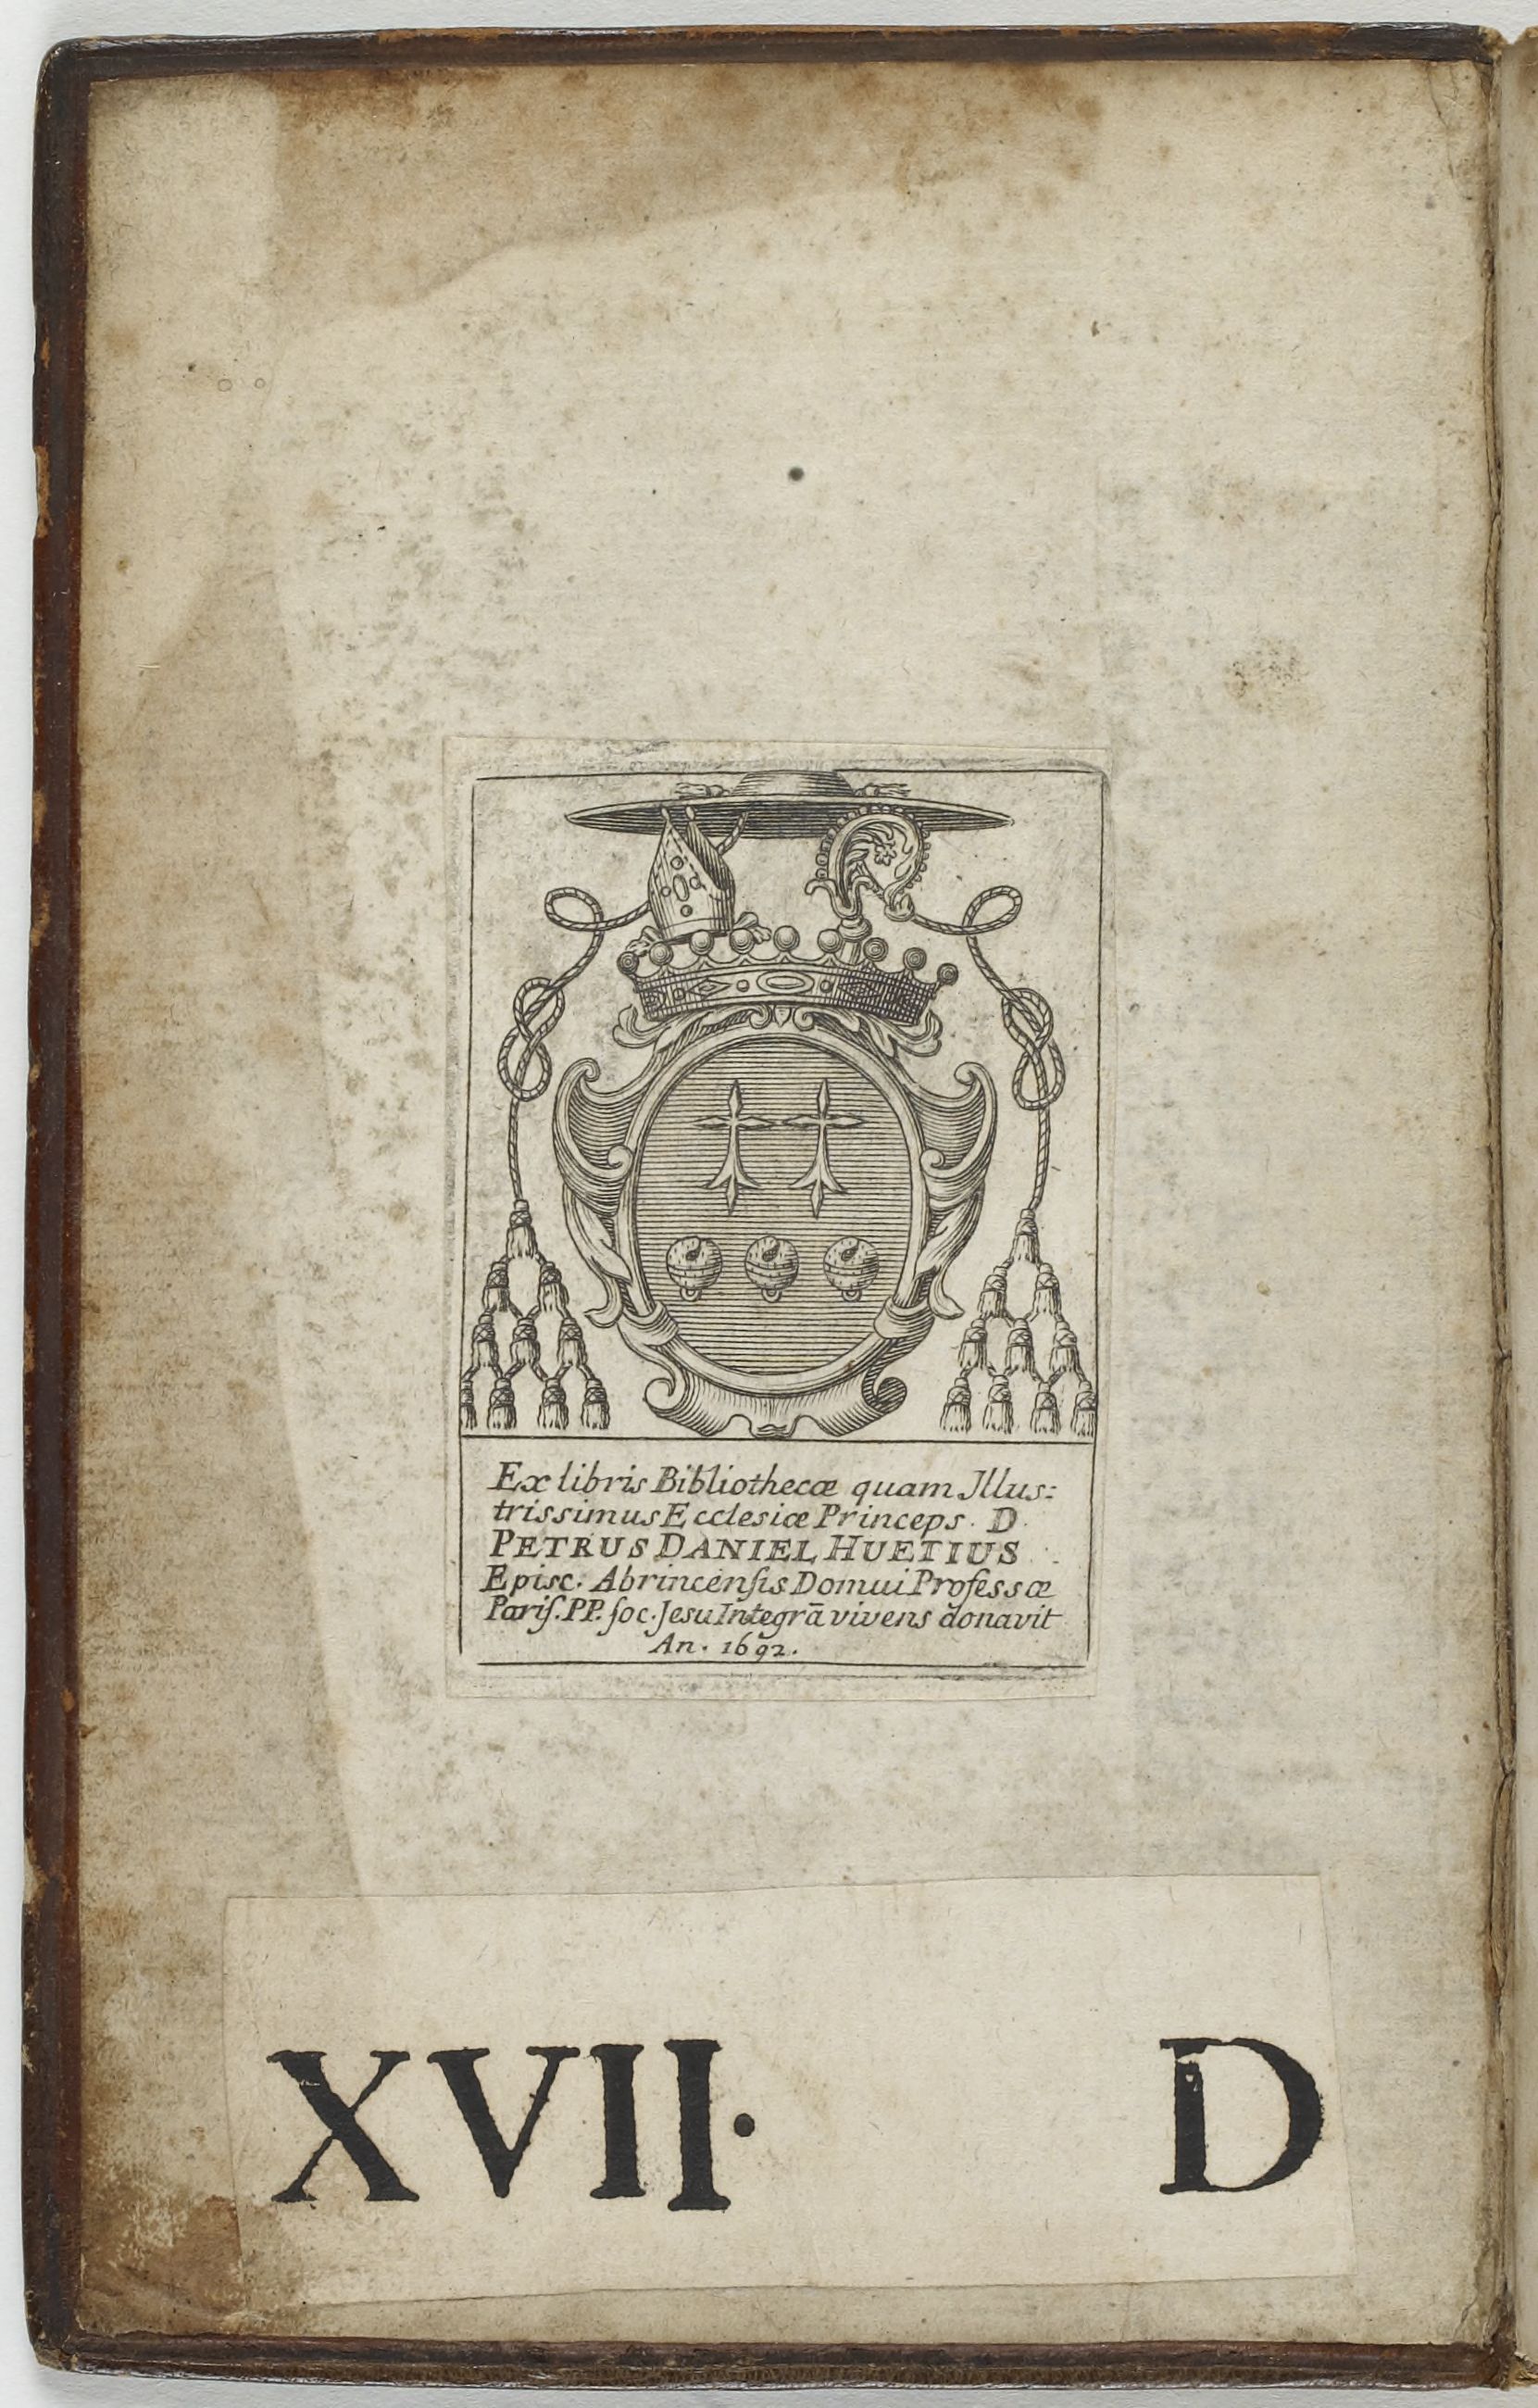 Ex libris Bibliothecæ quam Jllus:
trissimus Ecclesiæ Princeps. D.
PETRUS DANIEL HUETIUS
Episc. Abrincenſis Domui Professæ
Pariſ. PP. ſoc. Jesu Integrā vivens donavit
An. 1692.
XVII. D